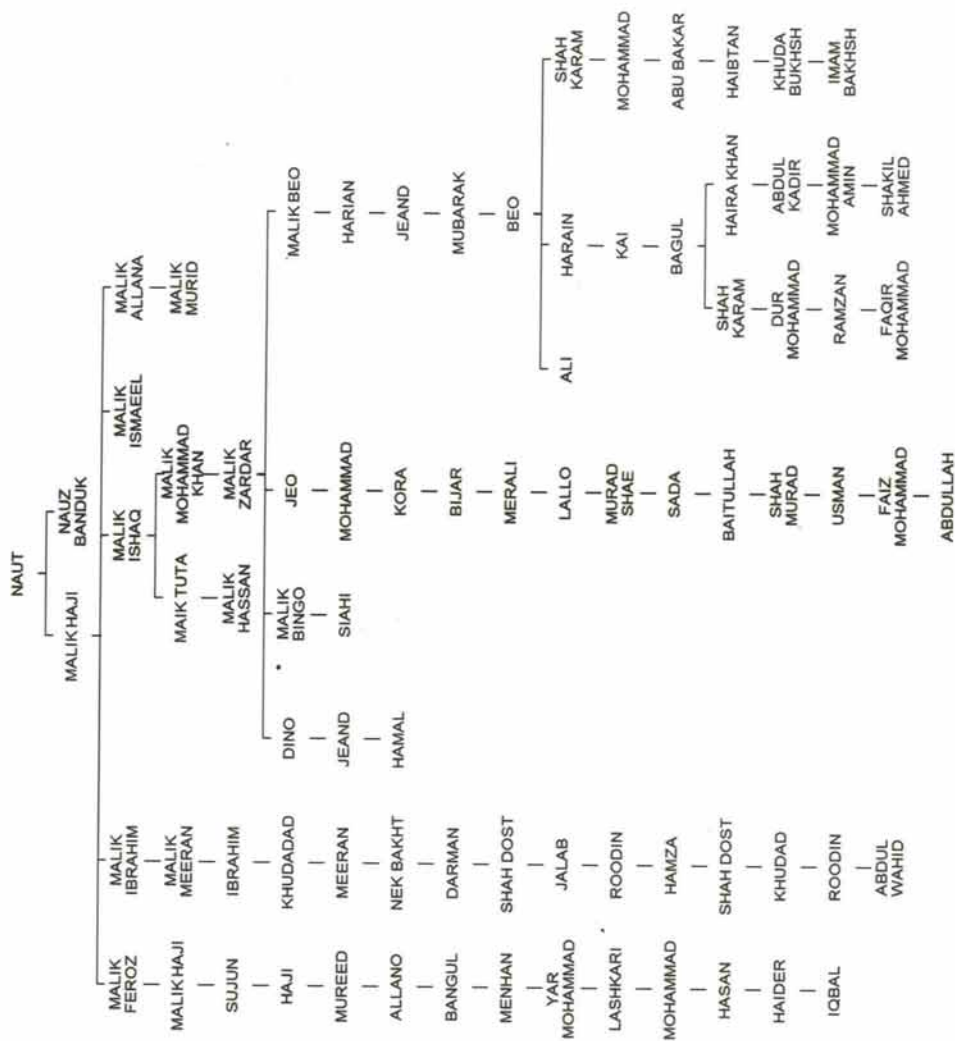 NAUT
MALIK HAJI
NAUZ
BANDUK
MALIK
FEROZ
MALIK
IBRAHIM
MALIK
ISHAQ
MALIK
ISMAEEL
MALIK
ALLANA
MALIK HAJI
MALIK
MEERAN
MAIK TUTA
MALIK
MOHAMMAD
KHAN
MALIK
MURID
SUJUN
IBRAHIM
MALIK
HASSAN
MALIK
ZARDAR
HAJI
KHUDADAD
DINO
MALIK
BINGO
JEO
MALIK BEO
MUREED
MEERAN
JEAND
SIAHI
MOHAMMAD
HARIAN
ALLANO
NEK BAKHT
HAMAL
KORA
JEAND
BANGUL
DARMAN
BIJAR
MUBARAK
MENHAN
SHAH DOST
MERALI
BEO
YAR
MOHAMMAD
JALAB
LALLO
ALI
HARAIN
SHAH
KARAM
LASHKARI
ROODIN
MURAD
SHAE
KAI
MOHAMMAD
MOHAMMAD
HAMZA
SADA
BAGUL
ABU BAKAR
HASAN
SHAH DOST
BAITULLAH
SHAH
KARAM
HAIRA KHAN
HAIBTAN
HAIDER
KHUDAD
SHAH
MURAD
DUR
MOHAMMAD
ABDUL
KADIR
KHUDA
BUKHSH
IQBAL
ROODIN
USMAN
RAMZAN
MOHAMMAD
AMIN
IMAM
BAKHSH
ABDUL
WAHID
FAIZ
MOHAMMAD
FAQIR
MOHAMMAD
SHAKIL
AHMED
ABDULLAH